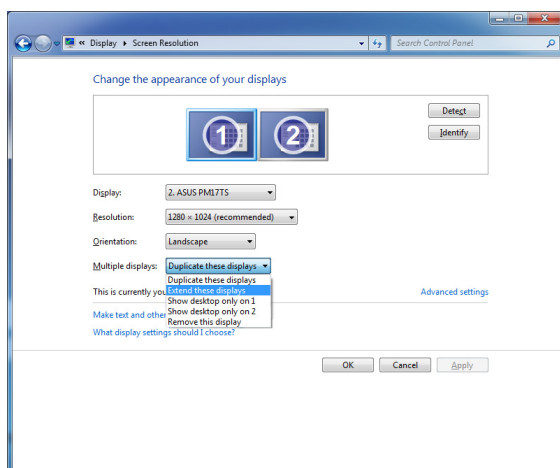 « Display ▸ Screen Resolution
Search Control Panel
Change the appearance of your displays
1
2
Detect
Identify
Display:
2. ASUS PM17TS
Resolution:
1280 × 1024 (recommended)
Orientation:
Landscape
Multiple displays:
Duplicate these displays
Duplicate these displays
Extend these displays
Show desktop only on 1
Show desktop only on 2
Remove this display
This is currently you
Advanced settings
Make text and othe
What display settings should I choose?
OK
Cancel
Apply